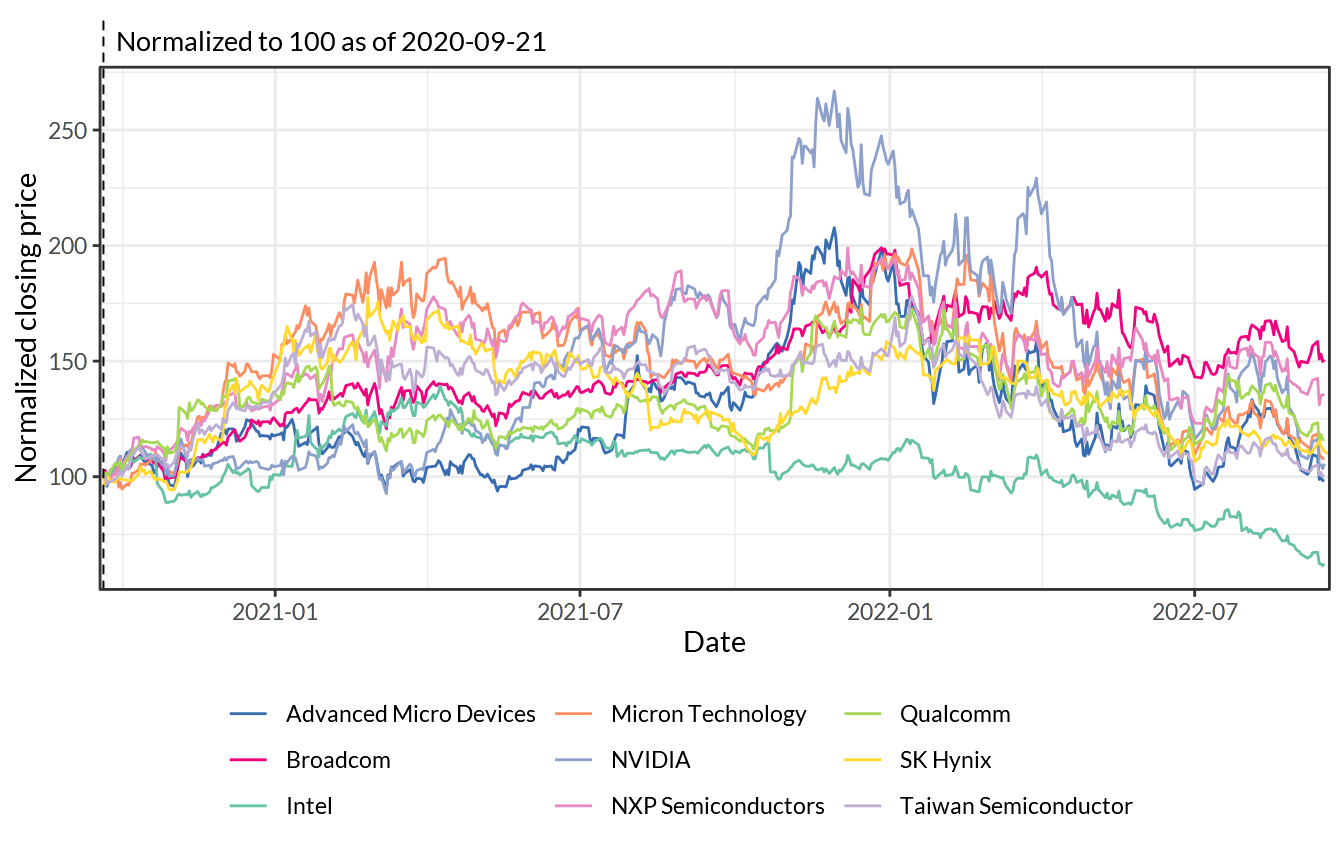 Normalized to 100 as of 2020-09-21
Normalized closing price
250
200
150
100
2021-01 2021-07 2022-01 2022-07
Date
Advanced Micro Devices Micron Technology Qualcomm
Broadcom NVIDIA SK Hynix
Intel NXP Semiconductors Taiwan Semiconductor